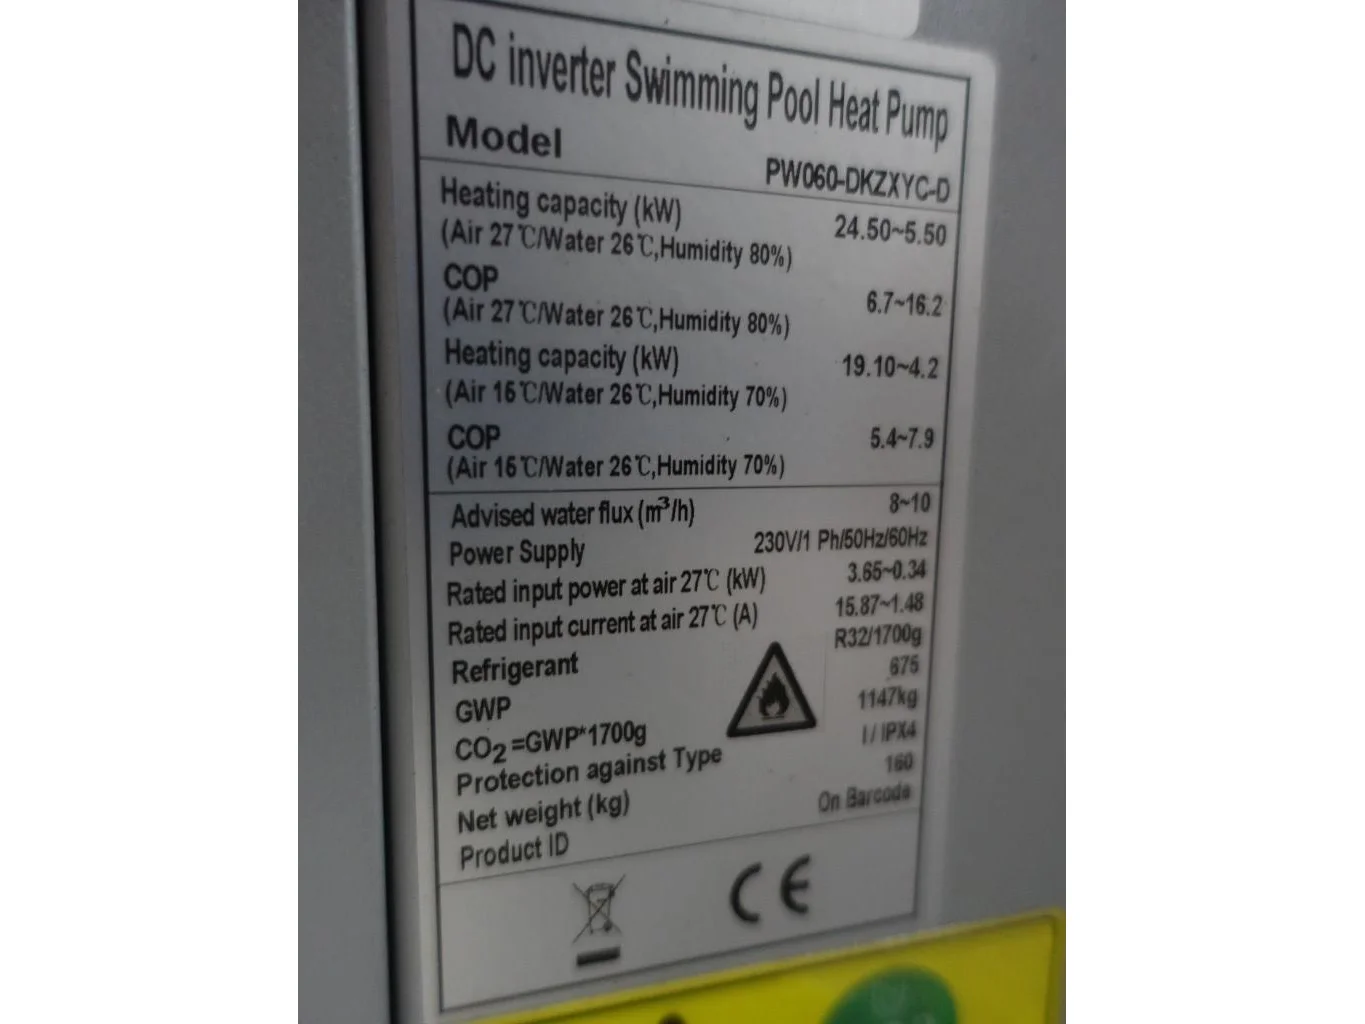 DC inverter Swimming Pool Heat Pump
Model PW060-DKZXYC-D
Heating capacity (kW) 24.50~5.50
(Air 27℃/Water 26℃,Humidity 80%)
COP 6.7~16.2
(Air 27℃/Water 26℃,Humidity 80%)
Heating capacity (kW) 19.10~4.2
(Air 16℃/Water 26℃,Humidity 70%)
COP 5.4~7.9
(Air 16℃/Water 26℃,Humidity 70%)
Advised water flux (m³/h) 8~10
Power Supply 230V/1 Ph/50Hz/60Hz
Rated input power at air 27℃ (kW) 3.65~0.34
Rated input current at air 27℃ (A) 15.87~1.48
Refrigerant R32/1700g
GWP 675
CO₂=GWP*1700g 1147kg
Protection against Type I / IPX4
Net weight (kg) 160
Product ID On Barcode
CE